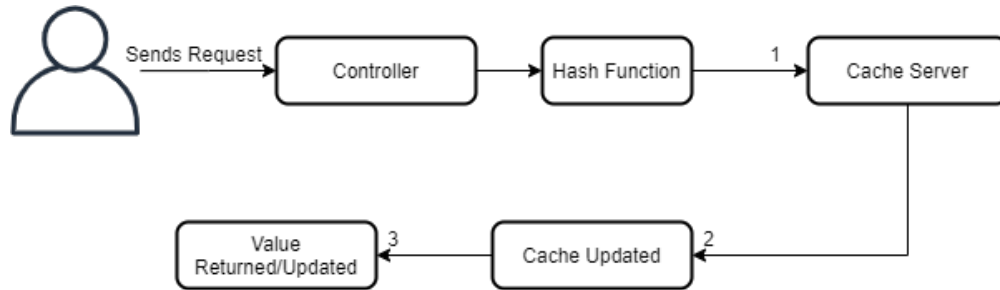 Sends Request
Controller
Hash Function
1
Cache Server
2
Cache Updated
3
Value
Returned/Updated